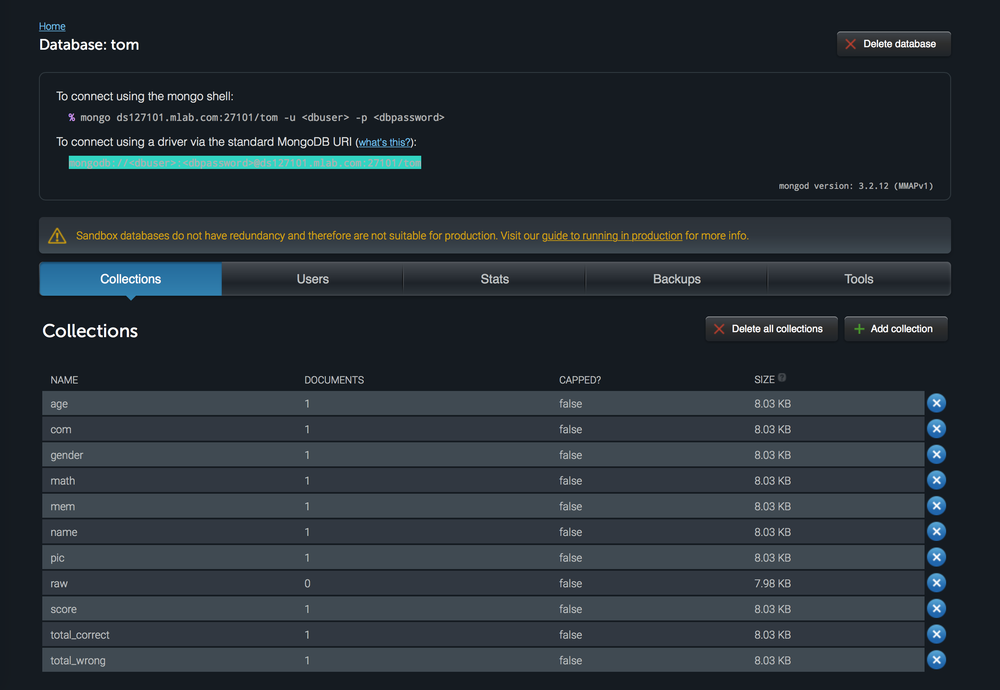 Home
Database: tom
Delete database
To connect using the mongo shell:
% mongo ds127101.mlab.com:27101/tom -u <dbuser> -p <dbpassword>
To connect using a driver via the standard MongoDB URI (what's this?):
mongodb://<dbuser>:<dbpassword>@ds127101.mlab.com:27101/tom
mongod version: 3.2.12 (MMAPv1)
Sandbox databases do not have redundancy and therefore are not suitable for production. Visit our guide to running in production for more info.
Collections Users Stats Backups Tools
Collections
Delete all collections Add collection
NAME DOCUMENTS CAPPED? SIZE ?
age 1 false 8.03 KB
com 1 false 8.03 KB
gender 1 false 8.03 KB
math 1 false 8.03 KB
mem 1 false 8.03 KB
name 1 false 8.03 KB
pic 1 false 8.03 KB
raw 0 false 7.98 KB
score 1 false 8.03 KB
total_correct 1 false 8.03 KB
total_wrong 1 false 8.03 KB